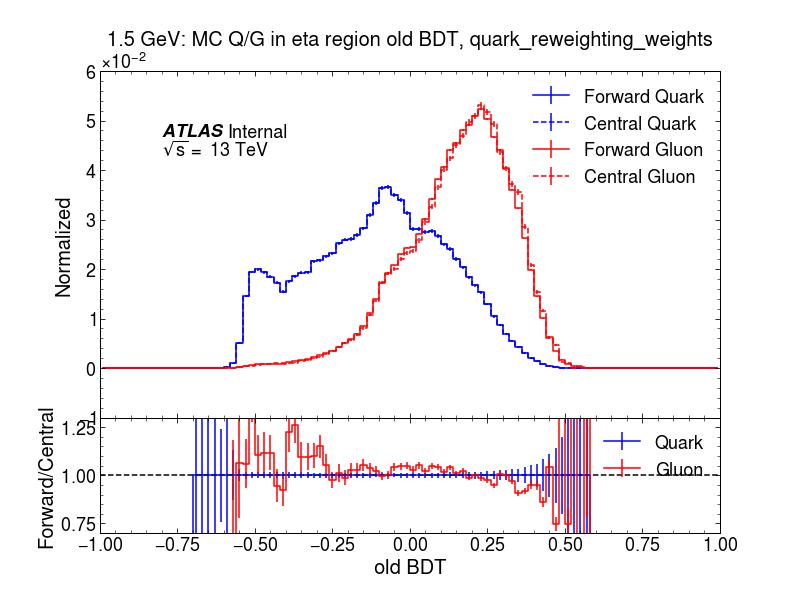 1.5 GeV: MC Q/G in eta region old BDT, quark_reweighting_weights
×10⁻²
6
5
4
3
2
1
0
−1
Normalized
ATLAS Internal
√s = 13 TeV
Forward Quark
Central Quark
Forward Gluon
Central Gluon
1.25
1.00
0.75
Forward/Central
Quark
Gluon
−1.00 −0.75 −0.50 −0.25 0.00 0.25 0.50 0.75 1.00
old BDT